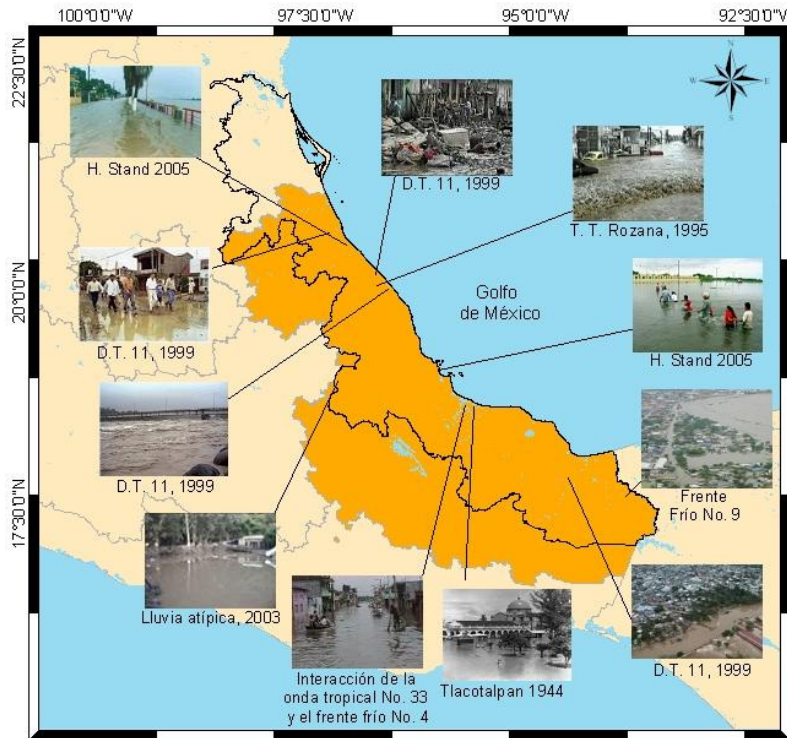 100°0'0"W
97°30'0"W
95°0'0"W
92°30'0"W
22°30'0"N
20°0'0"N
17°30'0"N
N
W
E
S
H. Stand 2005
D.T. 11, 1999
T. T. Rozana, 1995
D.T. 11, 1999
Golfo
de México
H. Stand 2005
D.T. 11, 1999
Frente
Frío No. 9
Lluvia atípica, 2003
Interacción de la
onda tropical No. 33
y el frente frío No. 4
Tlacotalpan 1944
D.T. 11, 1999